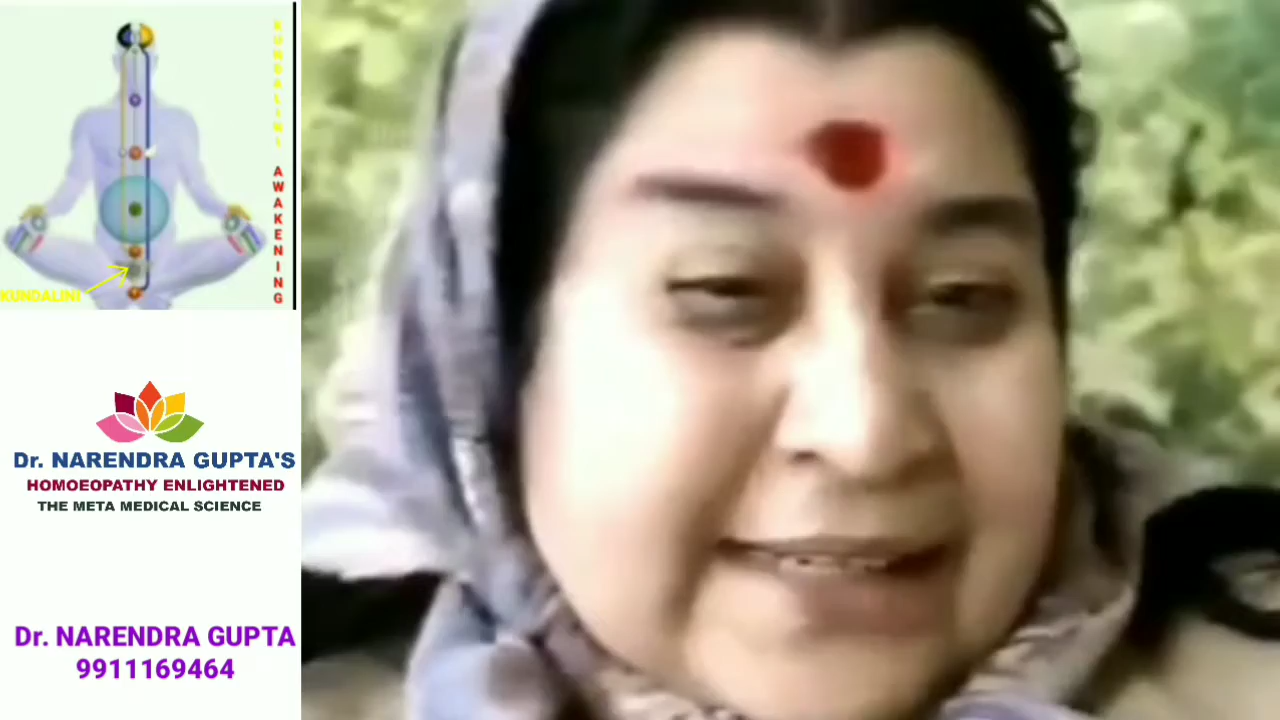 KUNDALINI AWAKENING
KUNDALINI
Dr. NARENDRA GUPTA'S
HOMOEOPATHY ENLIGHTENED
THE META MEDICAL SCIENCE
Dr. NARENDRA GUPTA
9911169464